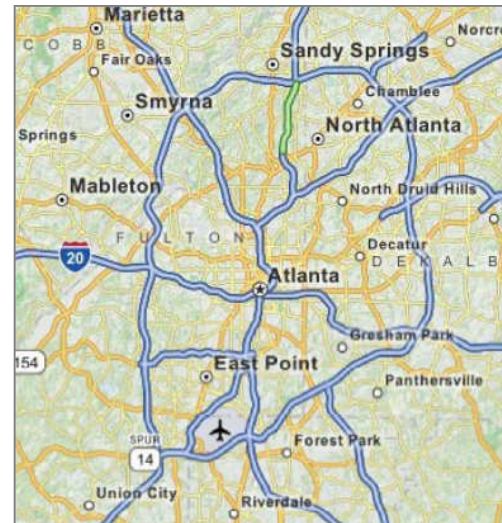 Marietta
COBB
Fair Oaks
Norcro
Sandy Springs
Chamblee
Smyrna
North Atlanta
Springs
Mableton
North Druid Hills
FULTON
Decatur
DEKALB
20
Atlanta
Gresham Park
154
East Point
Panthersville
SPUR
14
Forest Park
Union City
Riverdale